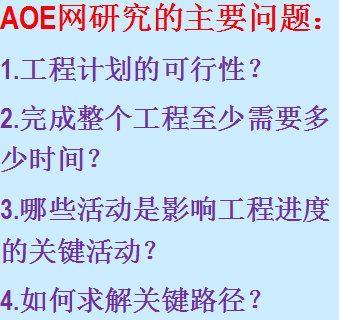 AOE网研究的主要问题：
1.工程计划的可行性？
2.完成整个工程至少需要多
少时间？
3.哪些活动是影响工程进度
的关键活动？
4.如何求解关键路径？